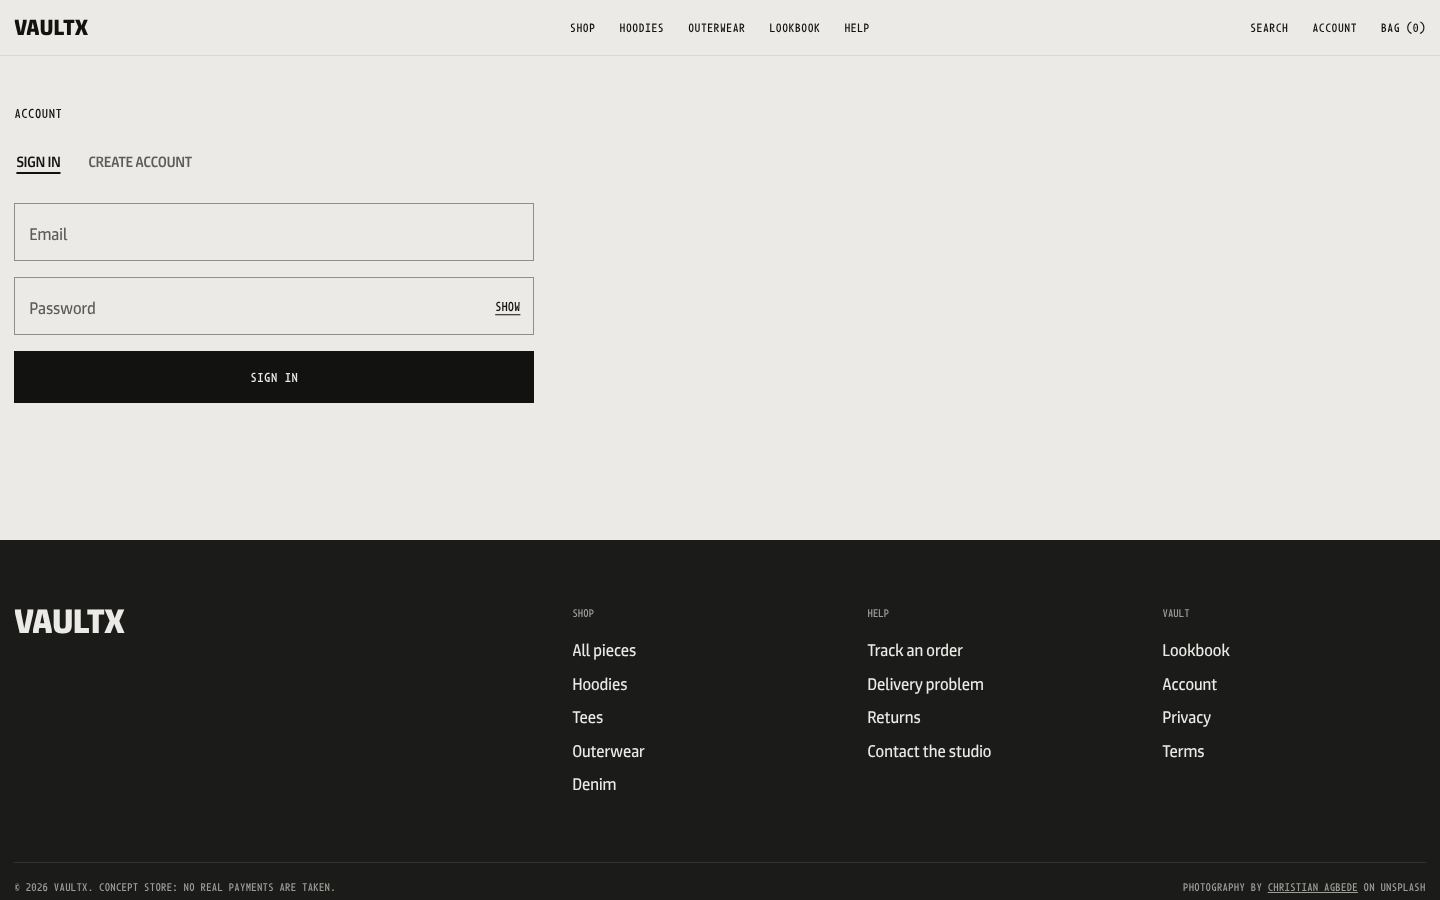 VAULTX
SHOP HOODIES OUTERWEAR LOOKBOOK HELP
SEARCH ACCOUNT BAG (0)
ACCOUNT
SIGN IN CREATE ACCOUNT
Email
Password SHOW
SIGN IN
VAULTX
SHOP
All pieces
Hoodies
Tees
Outerwear
Denim
HELP
Track an order
Delivery problem
Returns
Contact the studio
VAULT
Lookbook
Account
Privacy
Terms
© 2026 VAULTX. CONCEPT STORE: NO REAL PAYMENTS ARE TAKEN.
PHOTOGRAPHY BY CHRISTIAN AGBEDE ON UNSPLASH